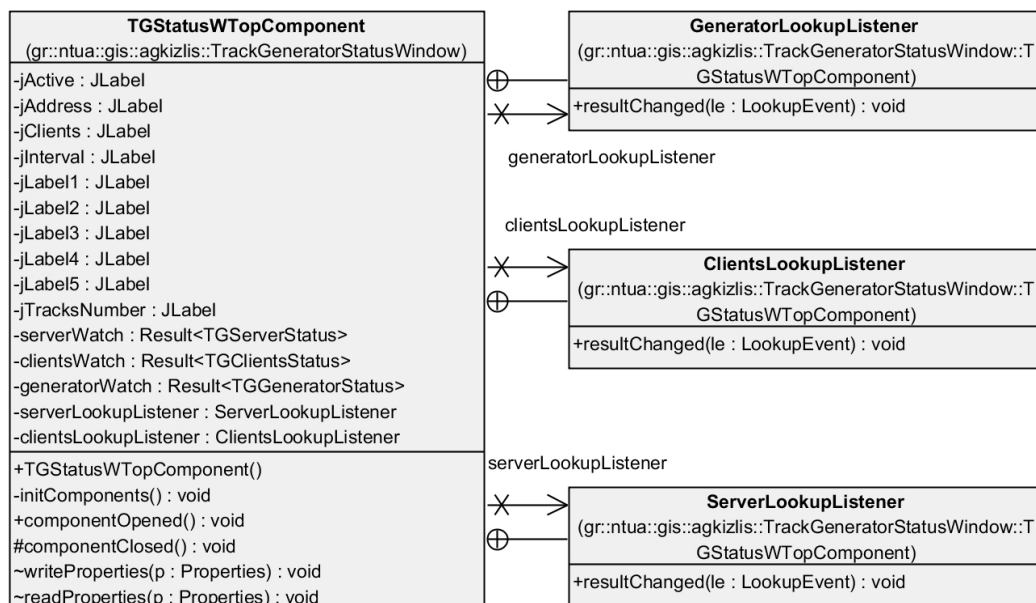 TGStatusWTopComponent
(gr::ntua::gis::agkizlis::TrackGeneratorStatusWindow)
-jActive : JLabel
-jAddress : JLabel
-jClients : JLabel
-jInterval : JLabel
-jLabel1 : JLabel
-jLabel2 : JLabel
-jLabel3 : JLabel
-jLabel4 : JLabel
-jLabel5 : JLabel
-jTracksNumber : JLabel
-serverWatch : Result<TGServerStatus>
-clientsWatch : Result<TGClientsStatus>
-generatorWatch : Result<TGGeneratorStatus>
-serverLookupListener : ServerLookupListener
-clientsLookupListener : ClientsLookupListener
+TGStatusWTopComponent()
-initComponents() : void
+componentOpened() : void
#componentClosed() : void
~writeProperties(p : Properties) : void
~readProperties(p : Properties) : void
GeneratorLookupListener
(gr::ntua::gis::agkizlis::TrackGeneratorStatusWindow::T
GStatusWTopComponent)
+resultChanged(le : LookupEvent) : void
generatorLookupListener
clientsLookupListener
ClientsLookupListener
(gr::ntua::gis::agkizlis::TrackGeneratorStatusWindow::T
GStatusWTopComponent)
+resultChanged(le : LookupEvent) : void
serverLookupListener
ServerLookupListener
(gr::ntua::gis::agkizlis::TrackGeneratorStatusWindow::T
GStatusWTopComponent)
+resultChanged(le : LookupEvent) : void